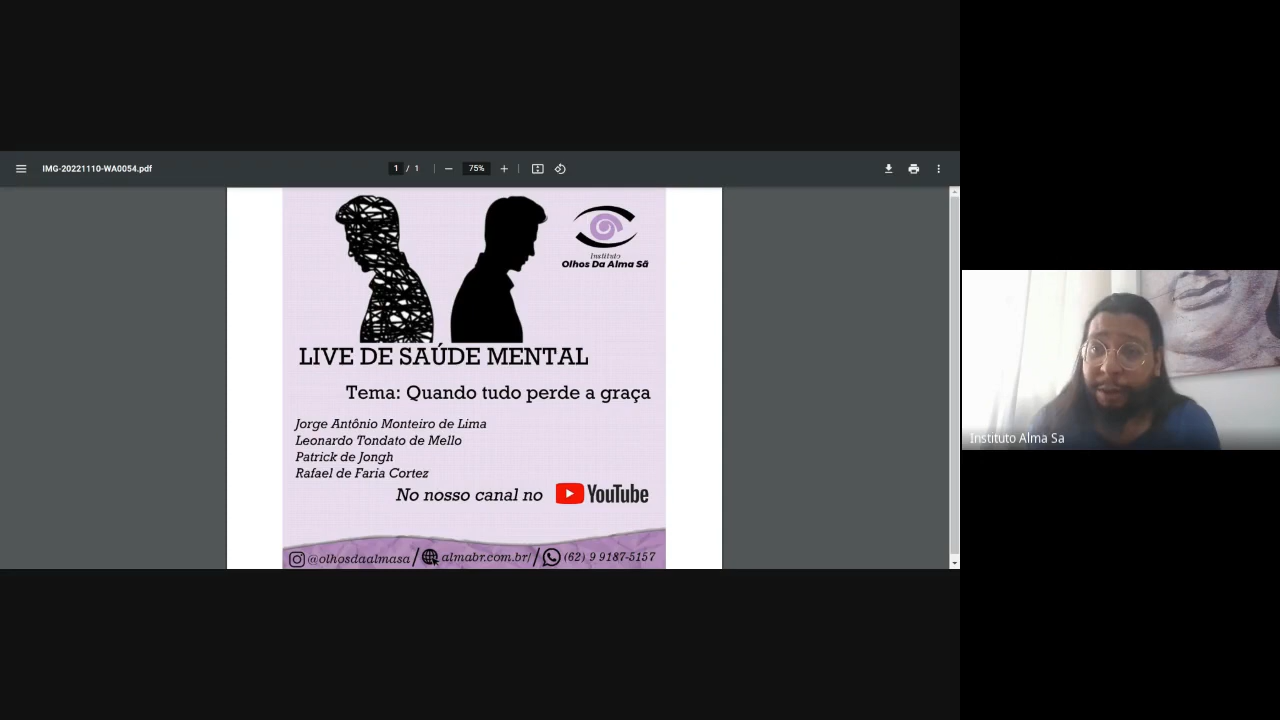 IMG-20221110-WA0054.pdf
1 / 1
75%
Instituto
Olhos Da Alma Sã
LIVE DE SAÚDE MENTAL
Tema: Quando tudo perde a graça
Jorge Antônio Monteiro de Lima
Leonardo Tondato de Mello
Patrick de Jongh
Rafael de Faria Cortez
No nosso canal no YouTube
@olhosdaalmasa / almabr.com.br/ / (62) 9 9187-5157
Instituto Alma Sa